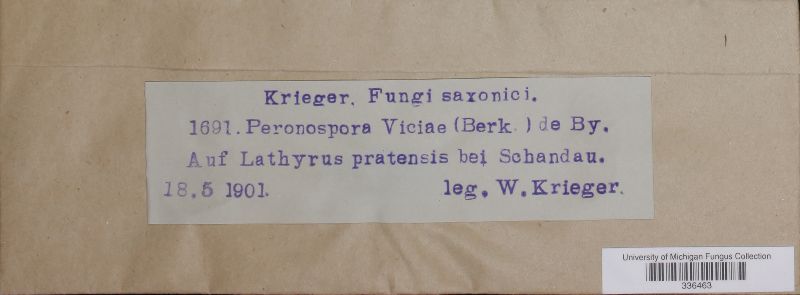 Krieger, Fungi saxonici.
1691. Peronospora Viciae (Berk.) de By.
Auf Lathyrus pratensis bei Schandau.
18.5 1901. leg. W. Krieger.
University of Michigan Fungus Collection
336463